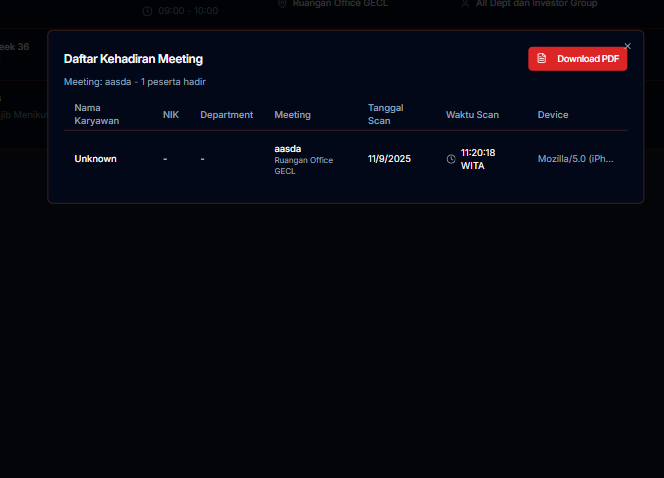 09:00 - 10:00
Ruangan Office GECL
All Dept dan Investor Group
eek 36
jib Meniku
Daftar Kehadiran Meeting
Download PDF
×
Meeting: aasda - 1 peserta hadir
Nama Karyawan
NIK
Department
Meeting
Tanggal Scan
Waktu Scan
Device
Unknown
-
-
aasda
Ruangan Office
GECL
11/9/2025
11:20:18
WITA
Mozilla/5.0 (iPh...